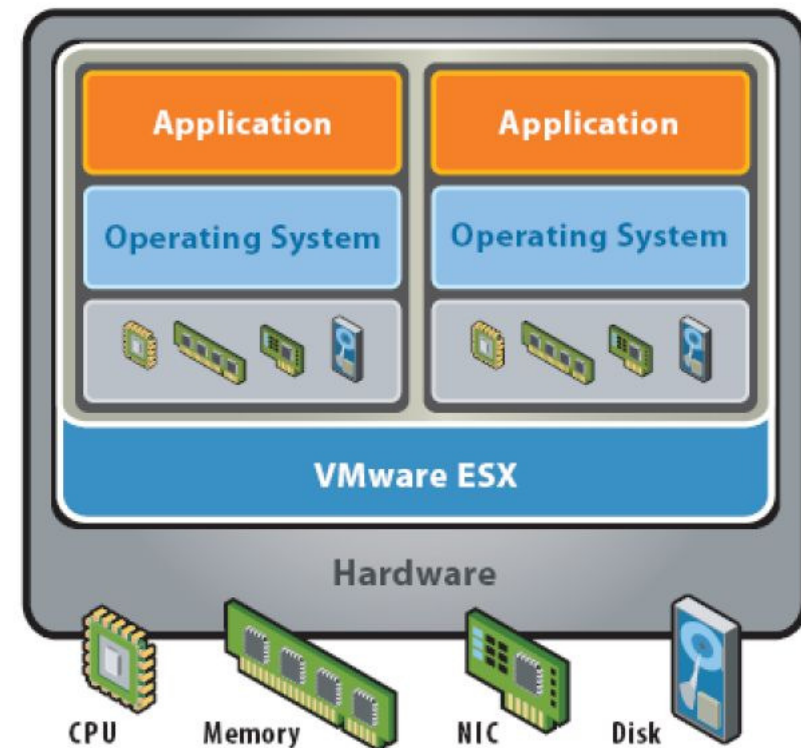 Application
Application
Operating System
Operating System
VMware ESX
Hardware
CPU
Memory
NIC
Disk